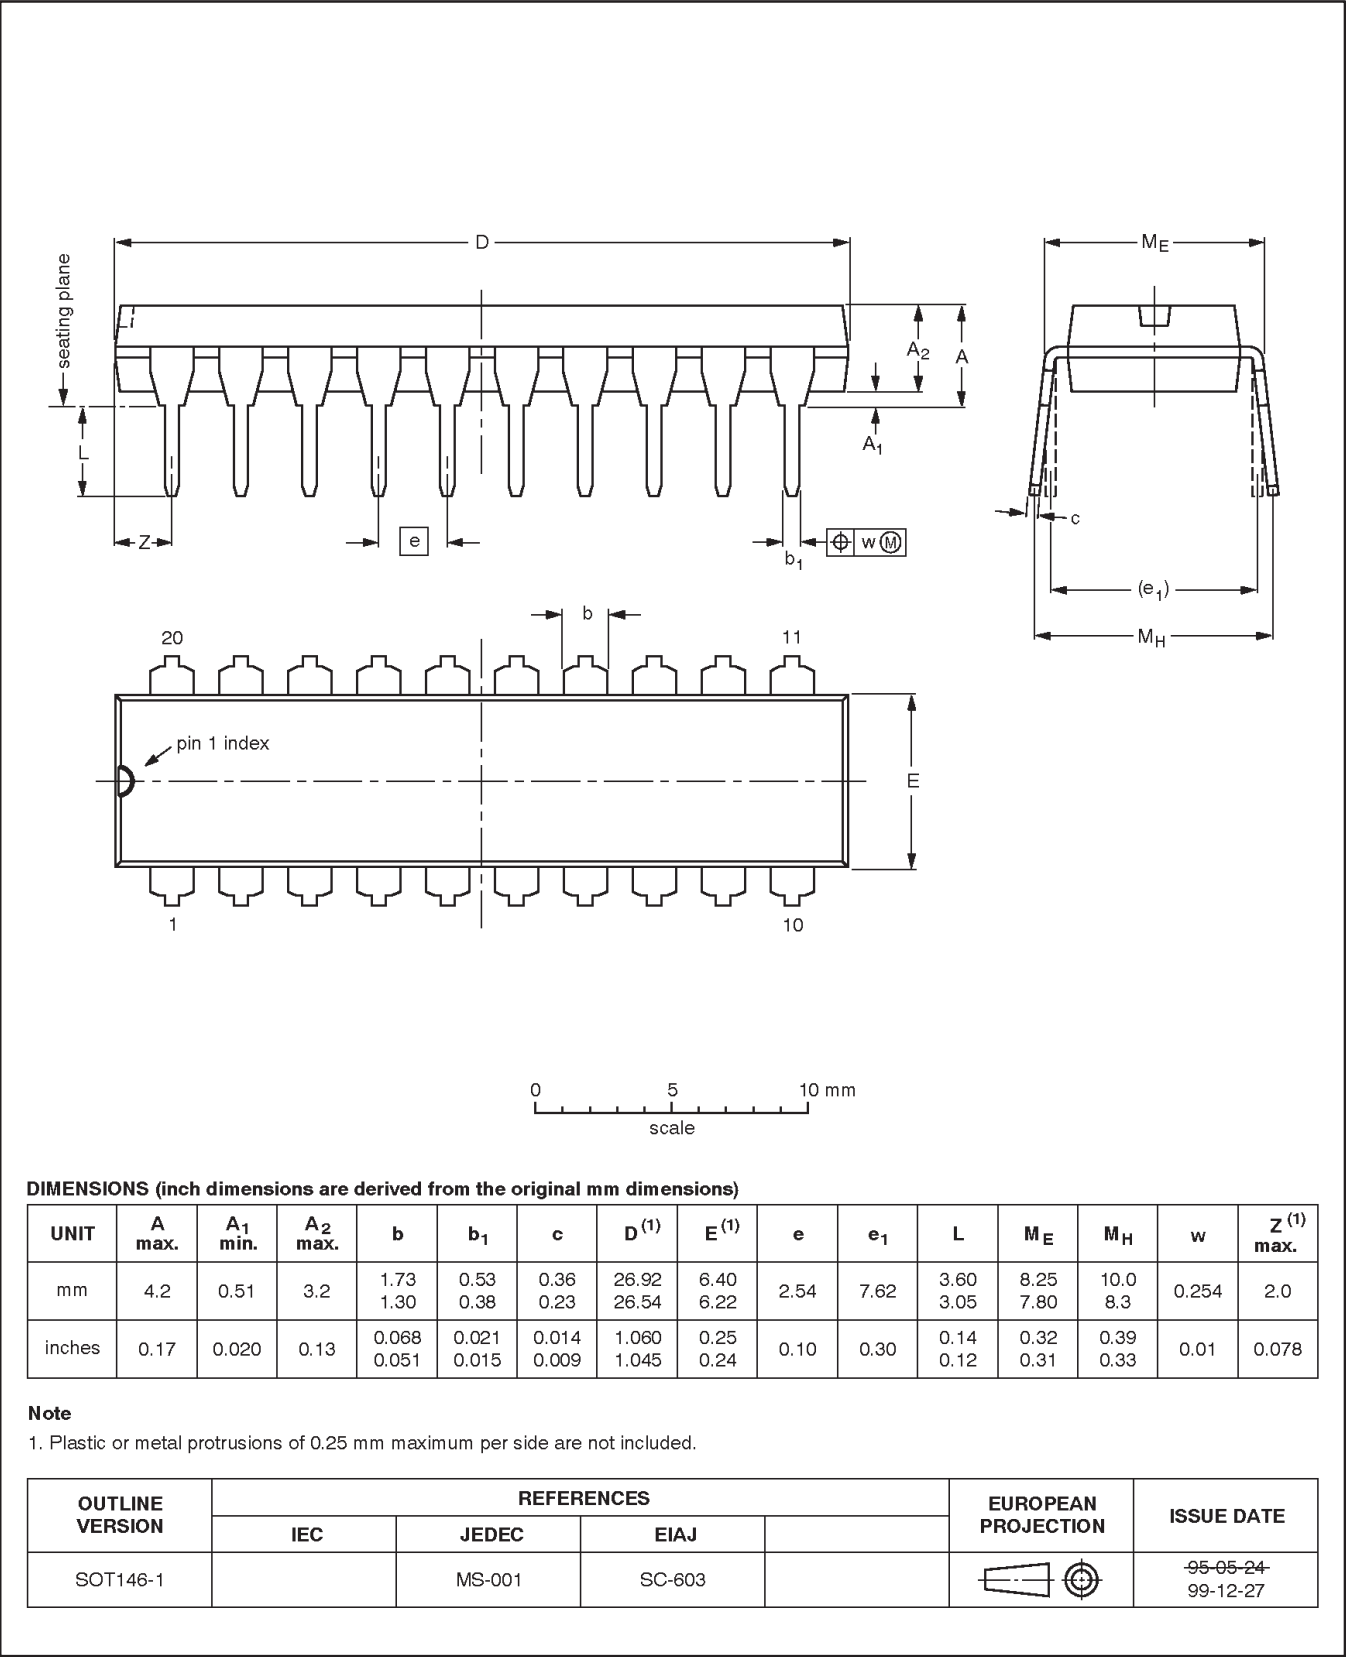 D
M E
seating plane
A2
A
L
A1
Z
e
b1
w M
c
(e1)
M H
b
20
11
pin 1 index
E
1
10
0 5 10 mm
scale
DIMENSIONS (inch dimensions are derived from the original mm dimensions)
UNIT A max. A1 min. A2 max. b b1 c D (1) E (1) e e1 L M E M H w Z (1) max.
mm 4.2 0.51 3.2 1.73 1.30 0.53 0.38 0.36 0.23 26.92 26.54 6.40 6.22 2.54 7.62 3.60 3.05 8.25 7.80 10.0 8.3 0.254 2.0
inches 0.17 0.020 0.13 0.068 0.051 0.021 0.015 0.014 0.009 1.060 1.045 0.25 0.24 0.10 0.30 0.14 0.12 0.32 0.31 0.39 0.33 0.01 0.078
Note
1. Plastic or metal protrusions of 0.25 mm maximum per side are not included.
OUTLINE VERSION REFERENCES EUROPEAN PROJECTION ISSUE DATE
IEC JEDEC EIAJ
SOT146-1 MS-001 SC-603 95-05-24
99-12-27